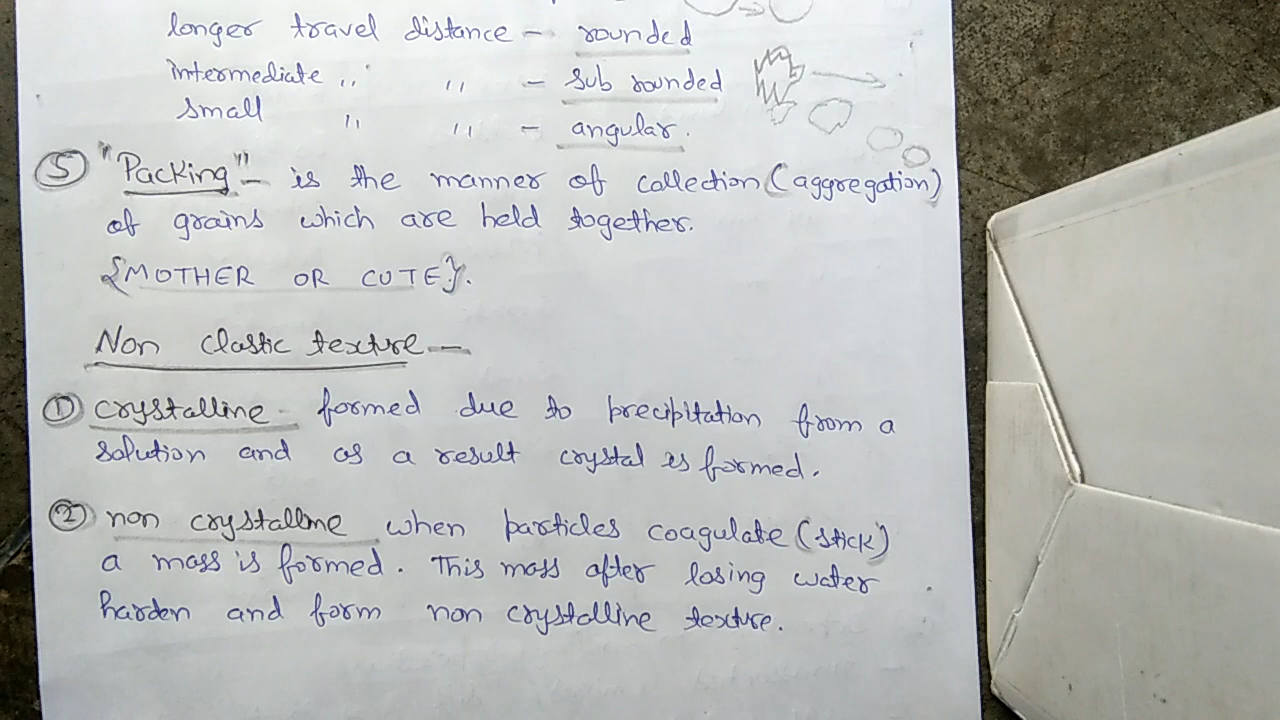 longer travel distance - rounded
intermediate ,, ,, - sub rounded
small ,, ,, - angular.
5 "Packing" - is the manner of collection (aggregation)
of grains which are held together.
{MOTHER OR CUTE}.
Non clastic texture -
1 crystalline - formed due to precipitation from a
solution and as a result crystal is formed.
2 non crystalline when particles coagulate (stick)
a mass is formed. This mass after losing water
harden and form non crystalline texture.